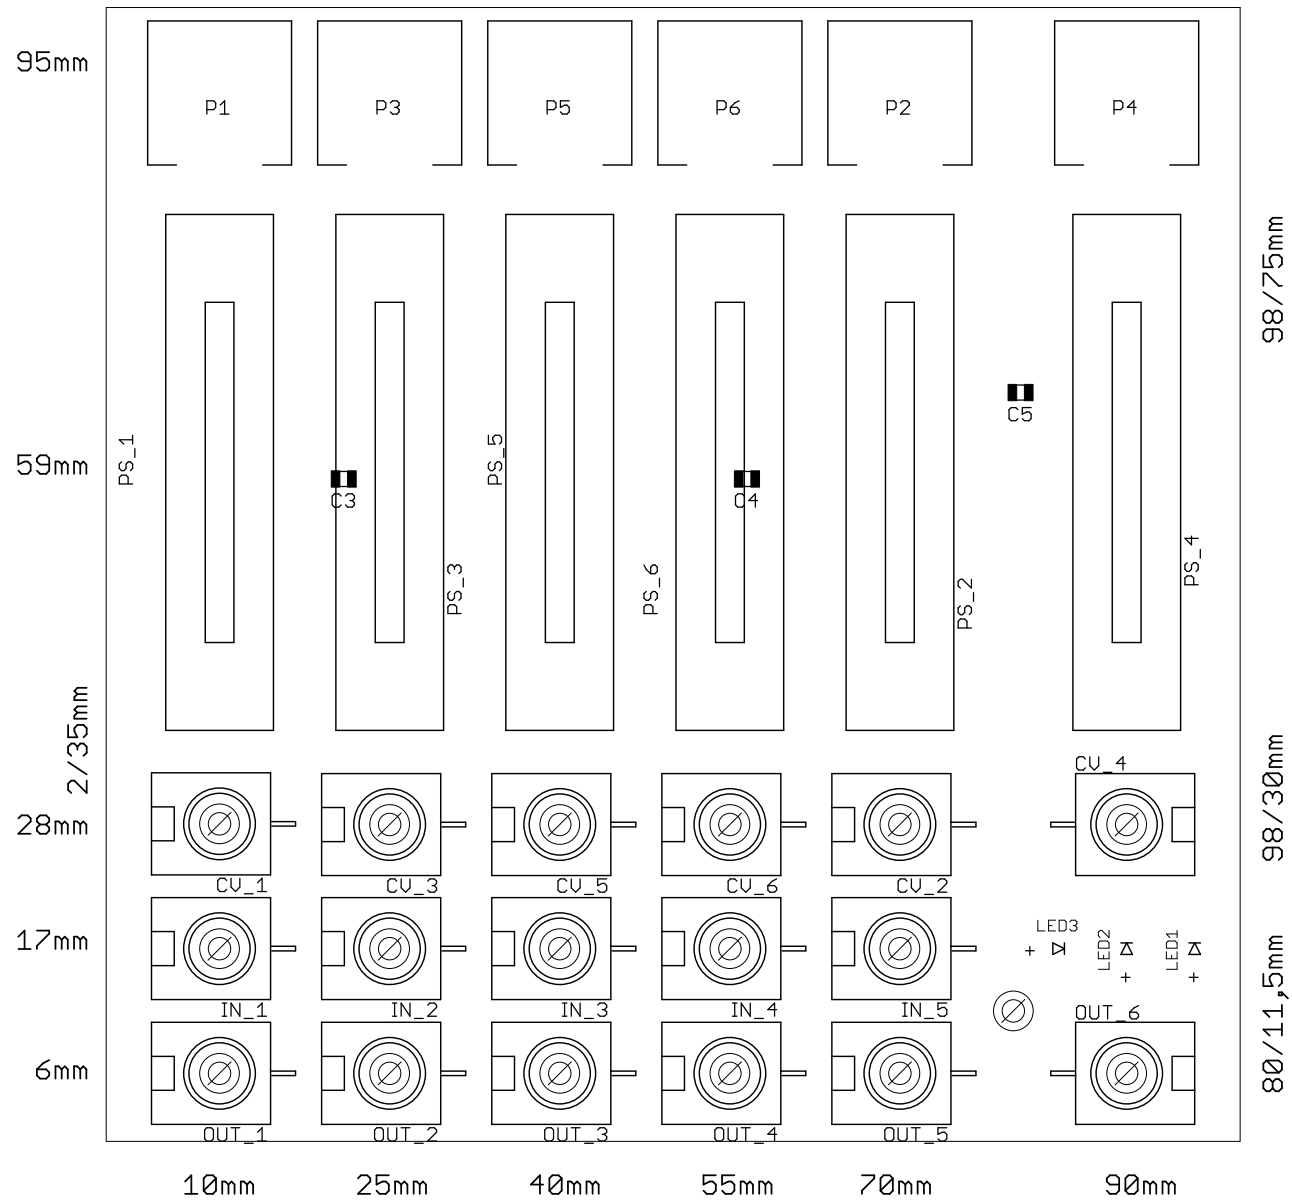 95mm
P1
P3
P5
P6
P2
P4
98/75mm
59mm
PS_1
C3
PS_3
PS_5
PS_6
C4
PS_2
C5
PS_4
2/35mm
28mm
CV_1
CV_3
CV_5
CV_6
CV_2
CV_4
98/30mm
17mm
IN_1
IN_2
IN_3
IN_4
IN_5
+
LED3
LED2
+
LED1
+
80/11,5mm
6mm
OUT_1
OUT_2
OUT_3
OUT_4
OUT_5
OUT_6
10mm
25mm
40mm
55mm
70mm
90mm